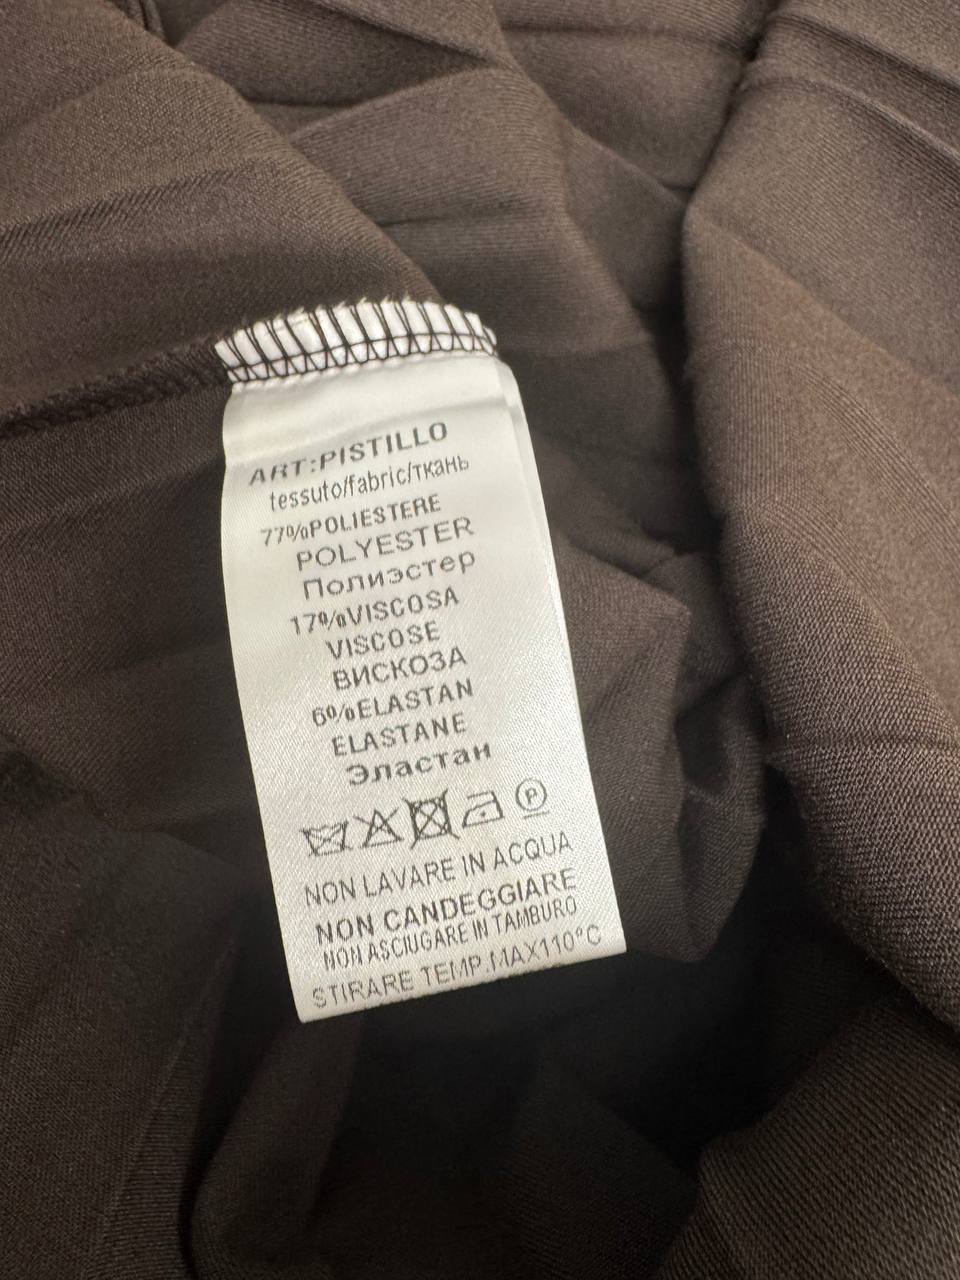 ART:PISTILLO
tessuto/fabric/ткань
77%POLIESTERE
POLYESTER
Полиэстер
17%VISCOSA
VISCOSE
ВИСКОЗА
6%ELASTAN
ELASTANE
Эластан
P
NON LAVARE IN ACQUA
NON CANDEGGIARE
NON ASCIUGARE IN TAMBURO
STIRARE TEMP.MAX110°C